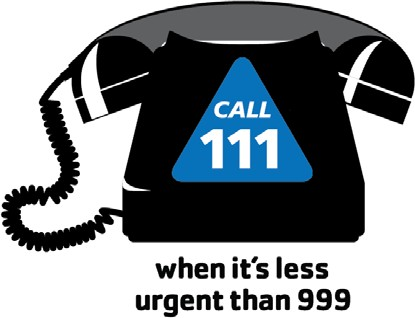 CALL
111
when it's less
urgent than 999